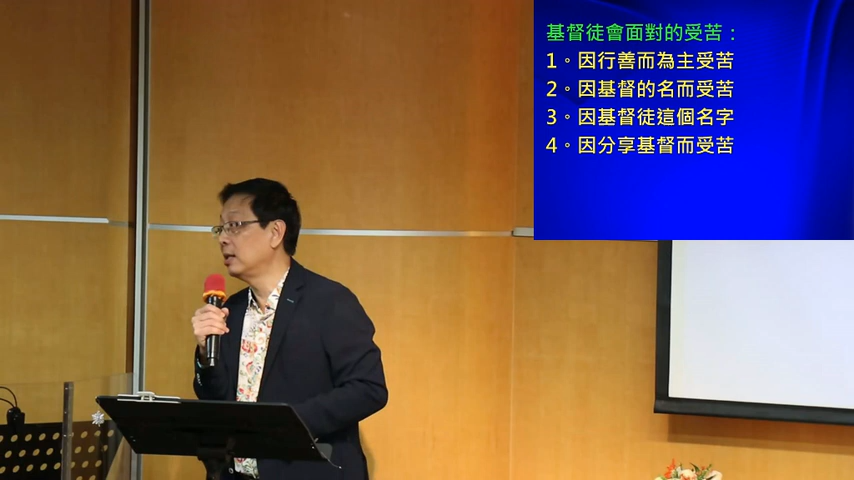 基督徒會面對的受苦：
1。因行善而為主受苦
2。因基督的名而受苦
3。因基督徒這個名字
4。因分享基督而受苦